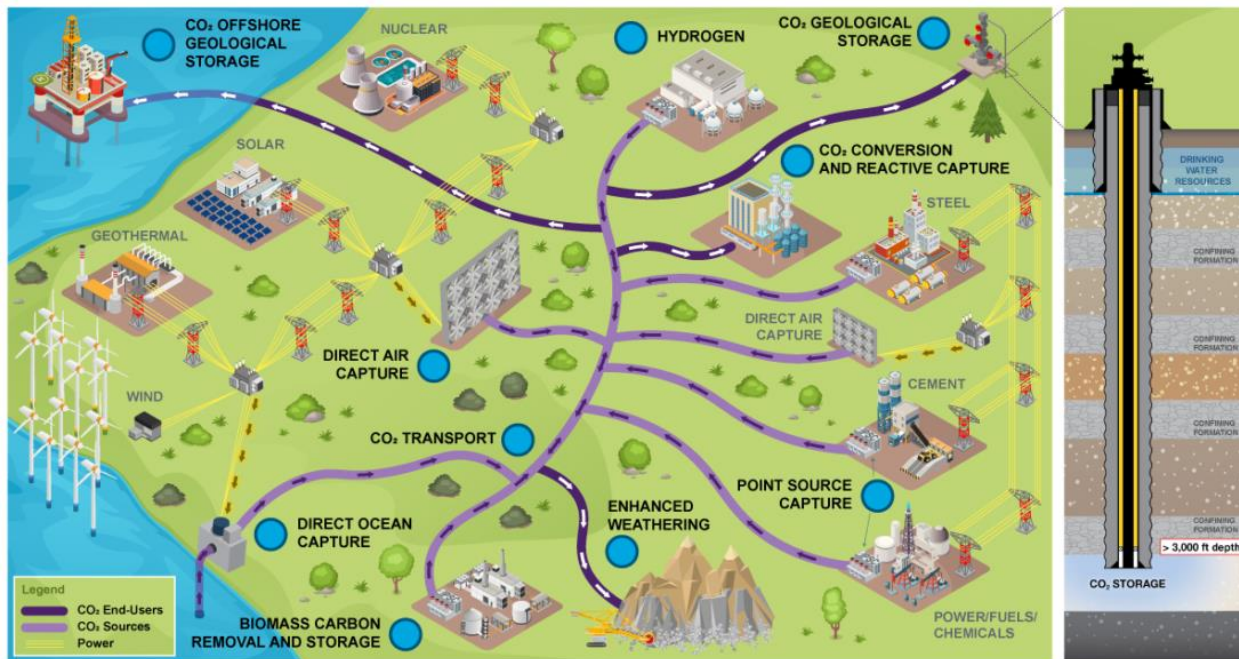 CO₂ OFFSHORE
GEOLOGICAL
STORAGE
NUCLEAR
HYDROGEN
CO₂ GEOLOGICAL
STORAGE
SOLAR
CO₂ CONVERSION
AND REACTIVE CAPTURE
STEEL
GEOTHERMAL
DIRECT AIR
CAPTURE
DIRECT AIR
CAPTURE
WIND
CEMENT
CO₂ TRANSPORT
POINT SOURCE
CAPTURE
DIRECT OCEAN
CAPTURE
ENHANCED
WEATHERING
BIOMASS CARBON
REMOVAL AND STORAGE
POWER/FUELS/
CHEMICALS
Legend
CO₂ End-Users
CO₂ Sources
Power
DRINKING
WATER
RESOURCES
CONFINING
FORMATION
CONFINING
FORMATION
CONFINING
FORMATION
CONFINING
FORMATION
> 3,000 ft depth
CO₂ STORAGE